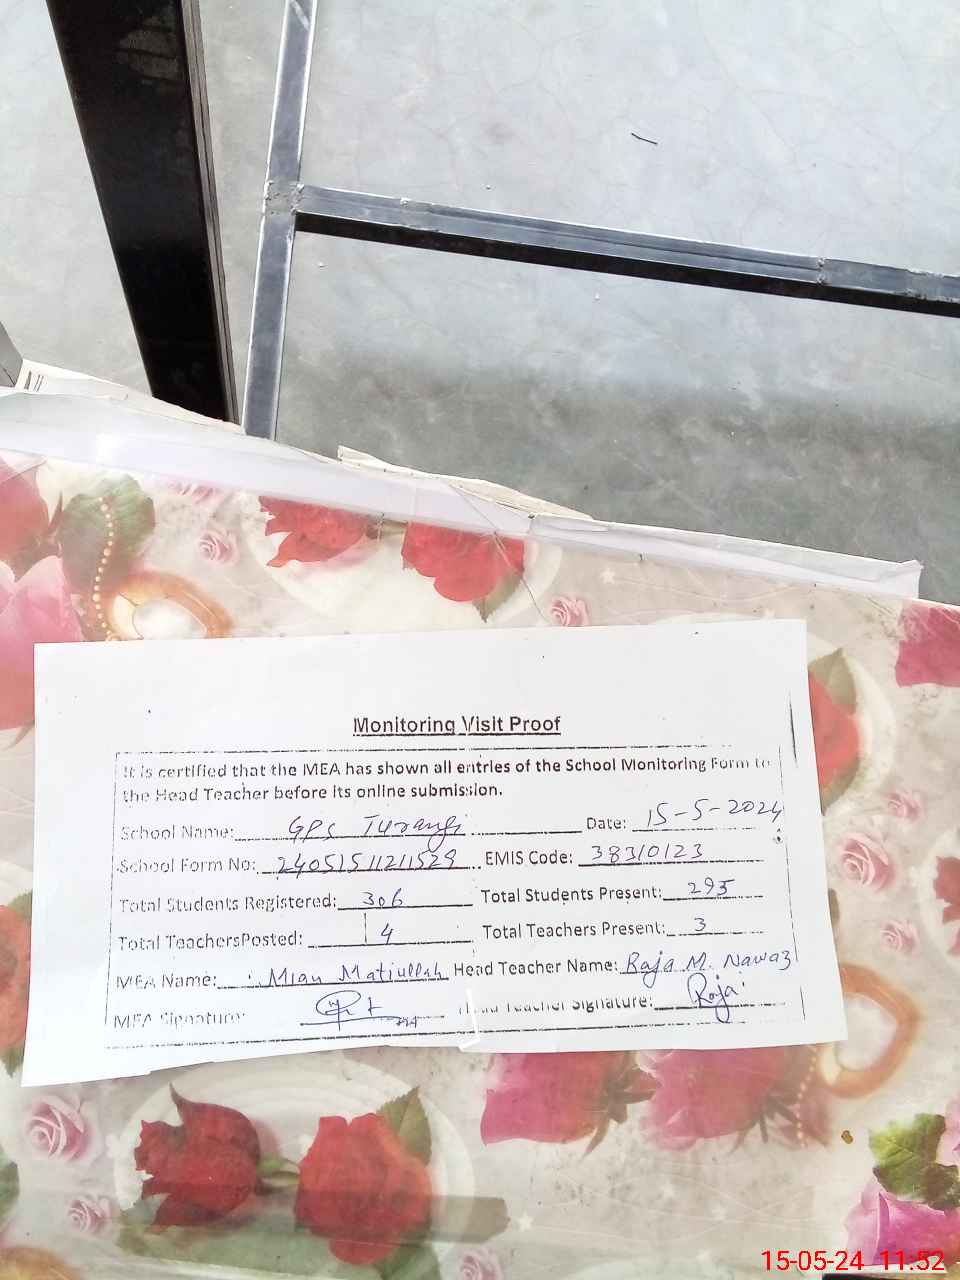 Monitoring Visit Proof
It is certified that the MEA has shown all entries of the School Monitoring Form to
the Head Teacher before its online submission.
School Name: GPS Turangi Date: 15-5-2024
School Form No: 24051511211529 EMIS Code: 38310123
Total Students Registered: 306 Total Students Present: 295
Total TeachersPosted: 4 Total Teachers Present: 3
MEA Name: Mian Matiullah Head Teacher Name: Raja M. Nawaz
MEA Signature: Head Teacher Signature: Raja
15-05-24 11:52